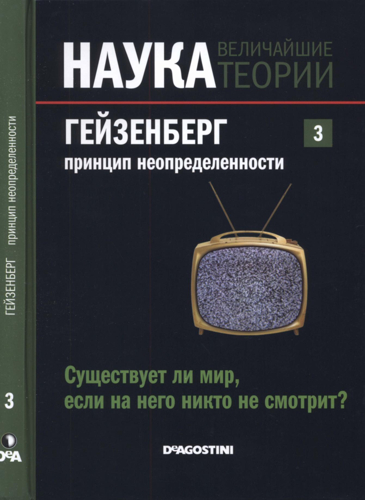 НАУКА
ВЕЛИЧАЙШИЕ
ТЕОРИИ
ГЕЙЗЕНБЕРГ
3
принцип неопределенности
Существует ли мир,
если на него никто не смотрит?
DEAGOSTINI
ГЕЙЗЕНБЕРГ принцип неопределенности
3
DeA